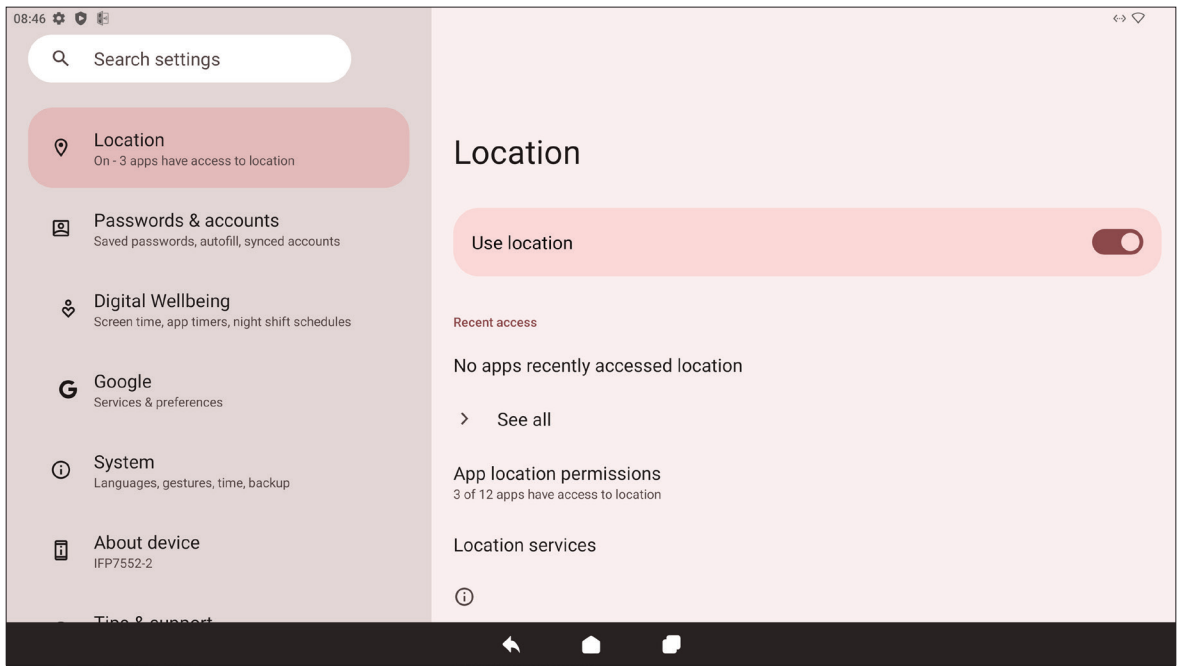 08:46
Search settings
Location
On - 3 apps have access to location
Passwords & accounts
Saved passwords, autofill, synced accounts
Digital Wellbeing
Screen time, app timers, night shift schedules
Google
Services & preferences
System
Languages, gestures, time, backup
About device
IFP7552-2
Tips & support
Location
Use location
Recent access
No apps recently accessed location
See all
App location permissions
3 of 12 apps have access to location
Location services